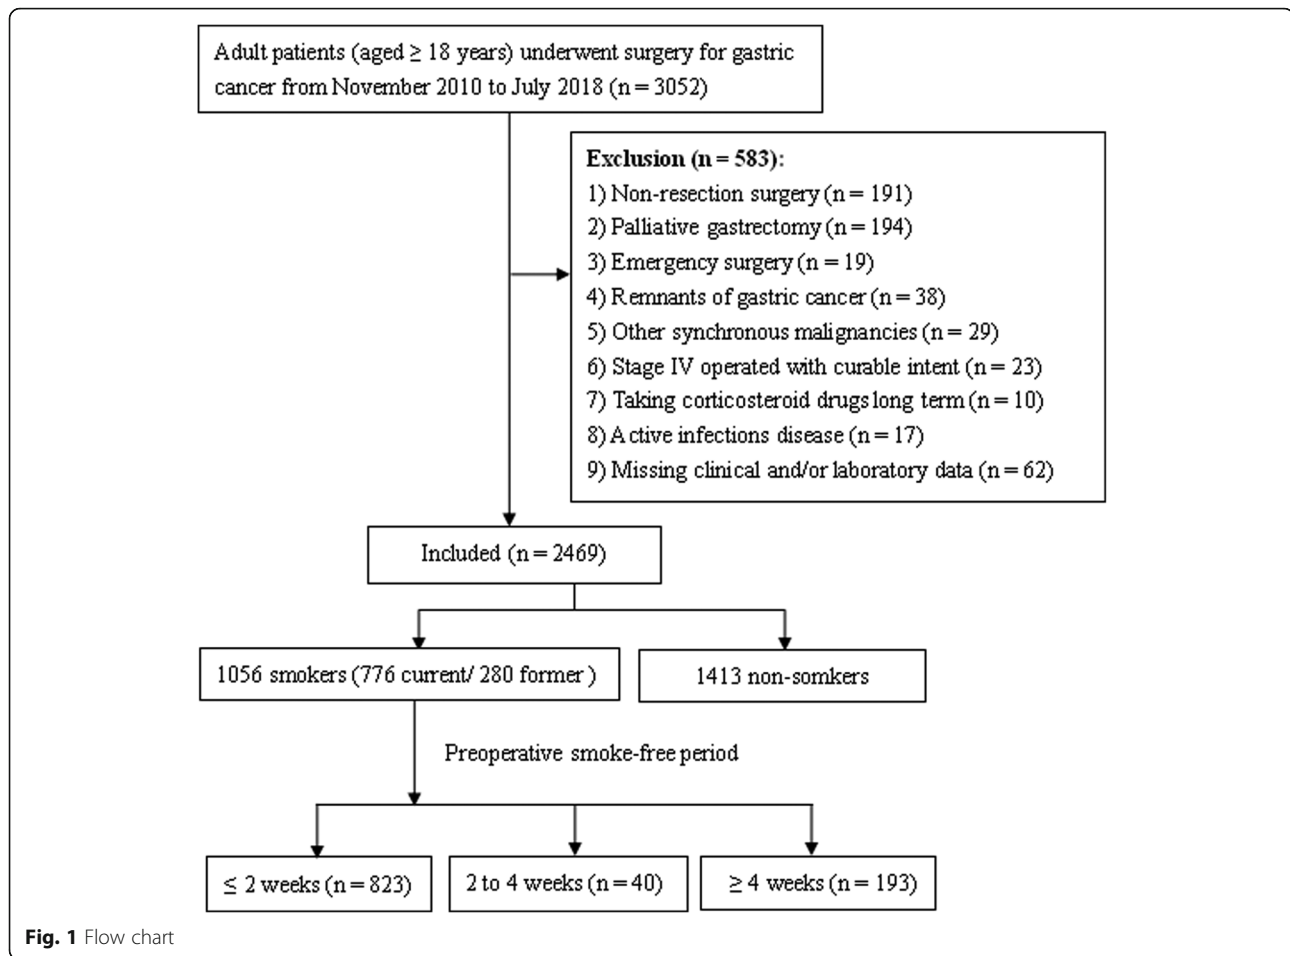 Adult patients (aged ≥ 18 years) underwent surgery for gastric
cancer from November 2010 to July 2018 (n = 3052)
Exclusion (n = 583):
1) Non-resection surgery (n = 191)
2) Palliative gastrectomy (n = 194)
3) Emergency surgery (n = 19)
4) Remnants of gastric cancer (n = 38)
5) Other synchronous malignancies (n = 29)
6) Stage IV operated with curable intent (n = 23)
7) Taking corticosteroid drugs long term (n = 10)
8) Active infections disease (n = 17)
9) Missing clinical and/or laboratory data (n = 62)
Included (n = 2469)
1056 smokers (776 current/ 280 former )
1413 non-somkers
Preoperative smoke-free period
≤ 2 weeks (n = 823)
2 to 4 weeks (n = 40)
≥ 4 weeks (n = 193)
Fig. 1 Flow chart